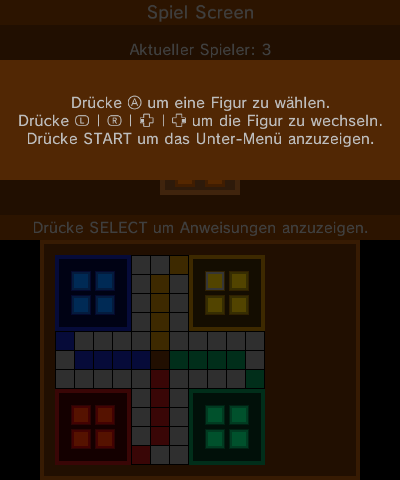 Spiel Screen
Aktueller Spieler: 3
Drücke Ⓐ um eine Figur zu wählen.
Drücke L | R | um die Figur zu wechseln.
Drücke START um das Unter-Menü anzuzeigen.
Drücke SELECT um Anweisungen anzuzeigen.